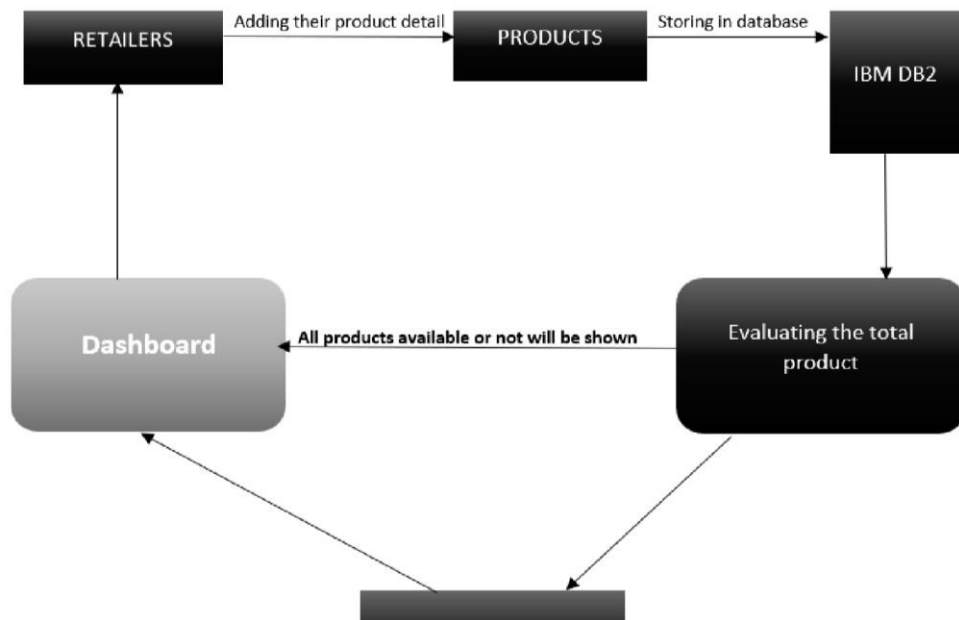 RETAILERS
Adding their product detail
PRODUCTS
Storing in database
IBM DB2
Dashboard
All products available or not will be shown
Evaluating the total
product